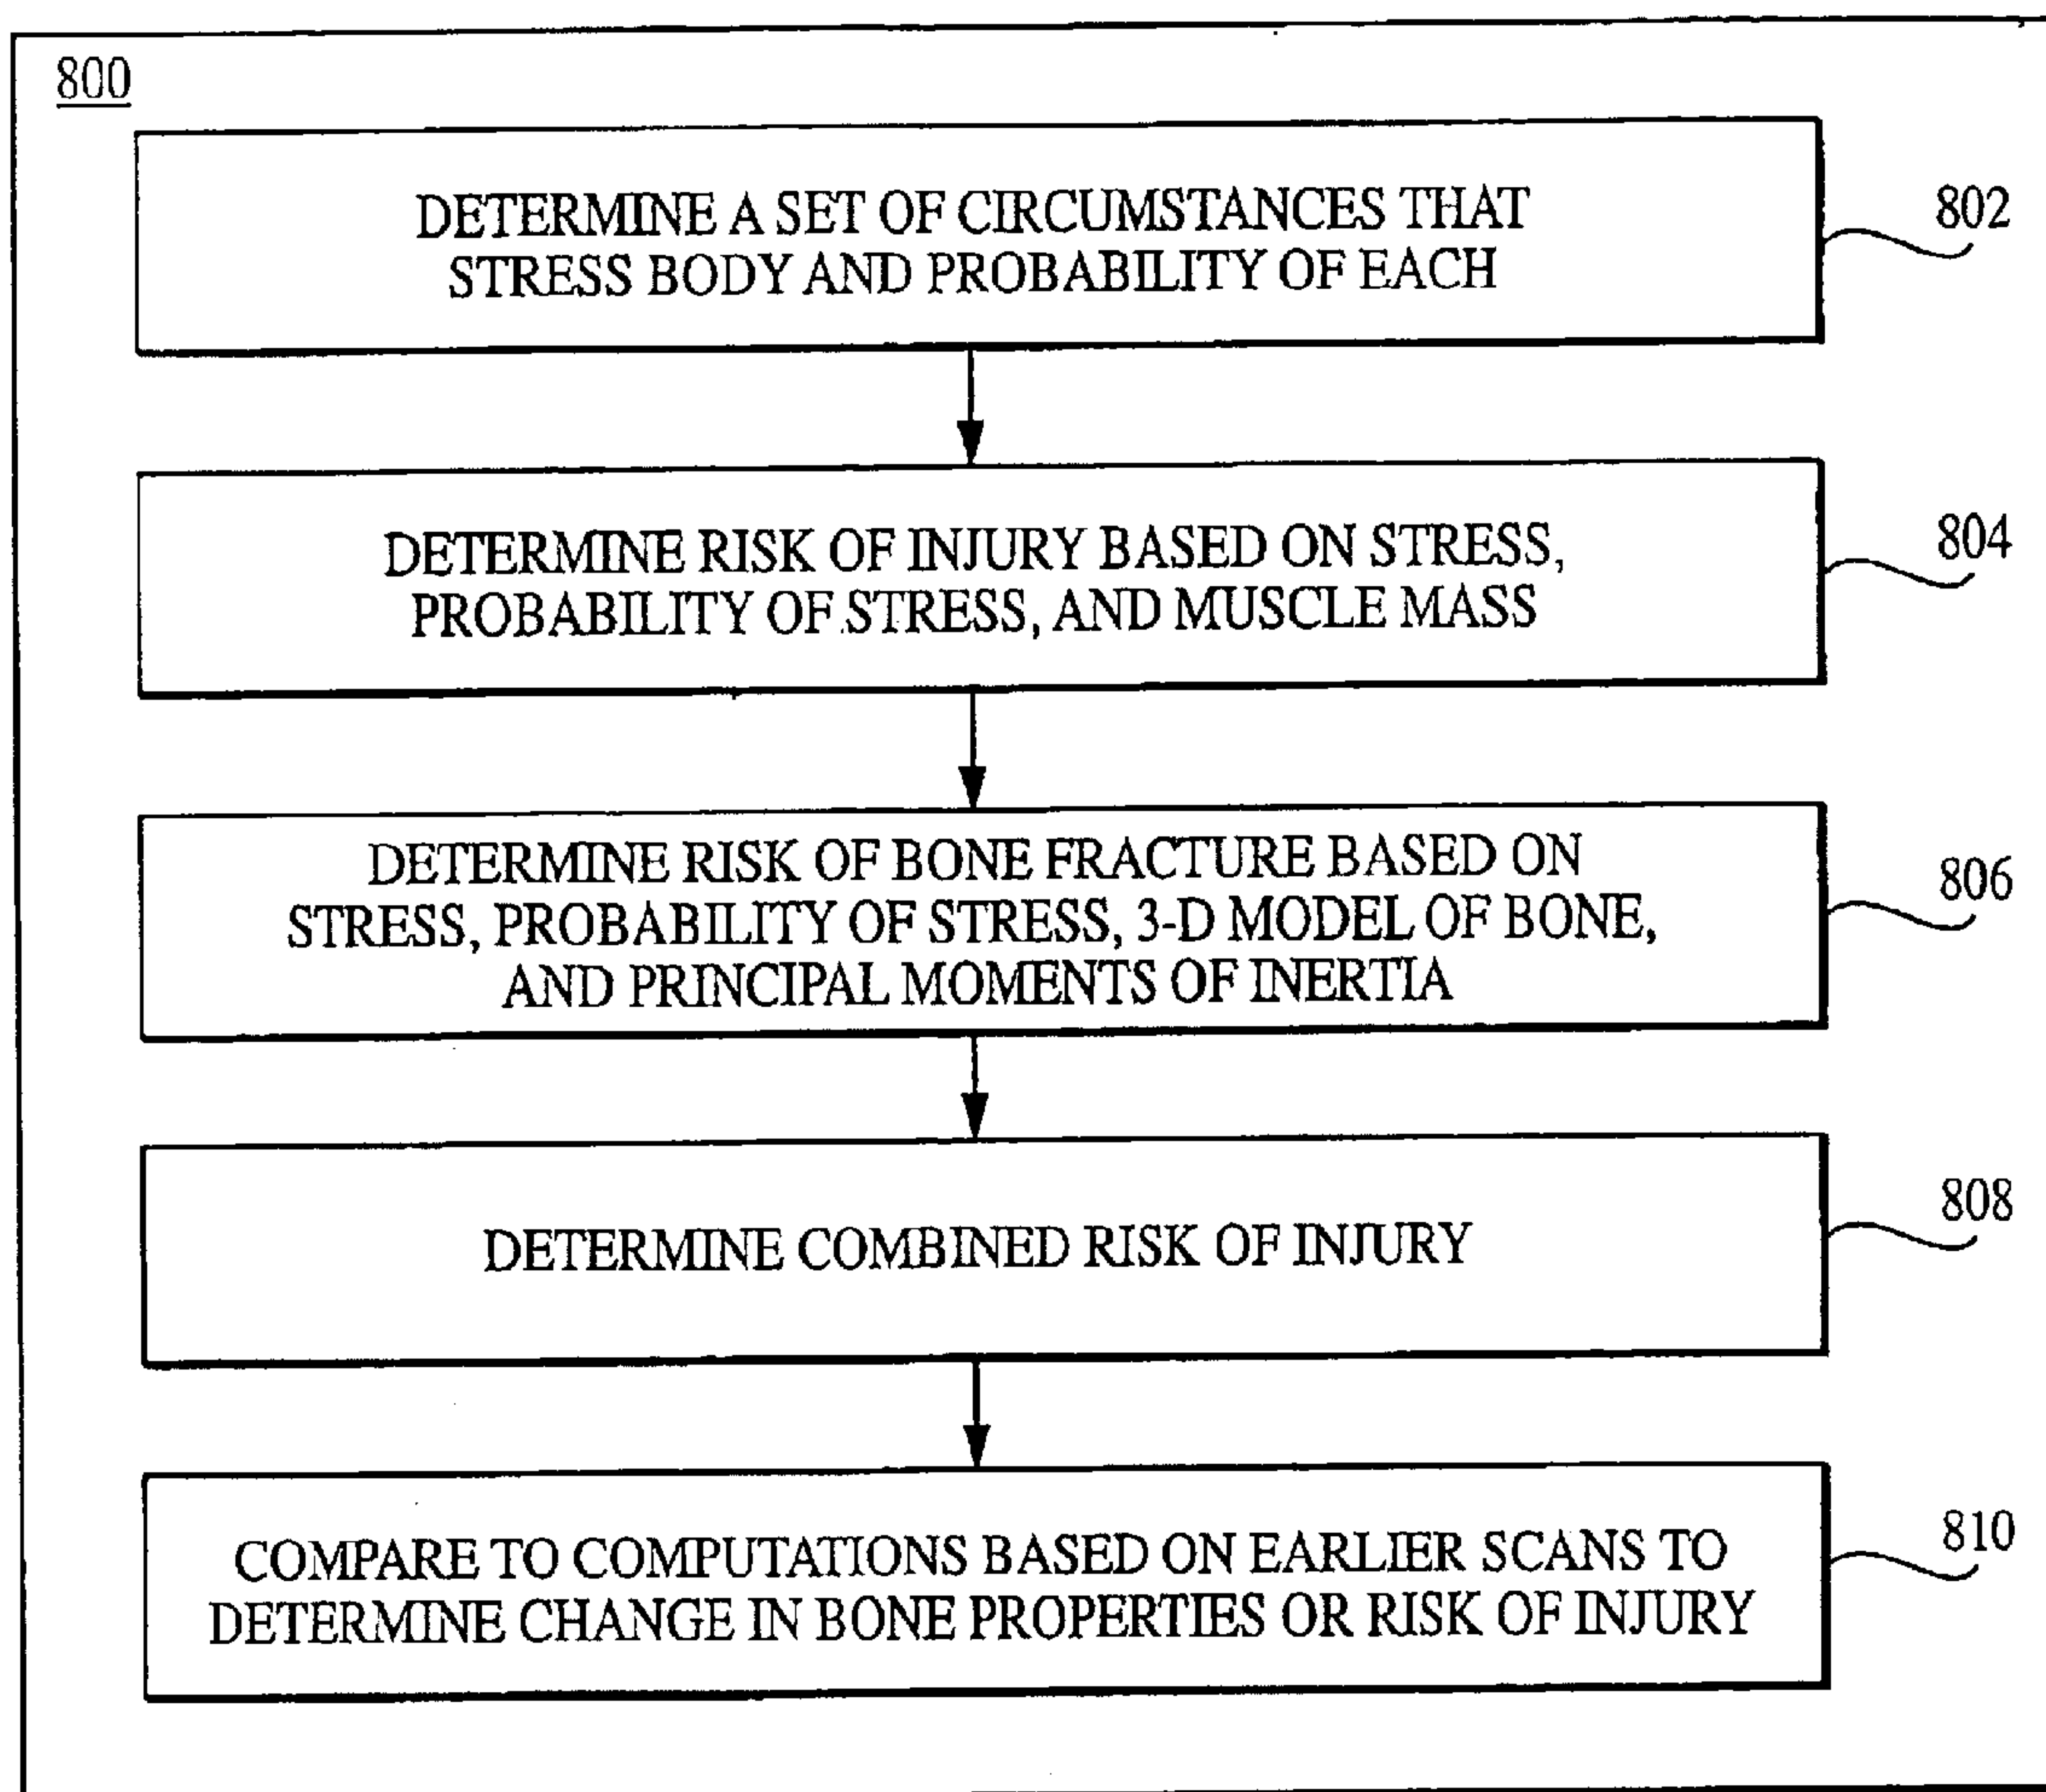 800
DETERMINE A SET OF CIRCUMSTANCES THAT
STRESS BODY AND PROBABILITY OF EACH
802
DETERMINE RISK OF INJURY BASED ON STRESS,
PROBABILITY OF STRESS, AND MUSCLE MASS
804
DETERMINE RISK OF BONE FRACTURE BASED ON
STRESS, PROBABILITY OF STRESS, 3-D MODEL OF BONE,
AND PRINCIPAL MOMENTS OF INERTIA
806
DETERMINE COMBINED RISK OF INJURY
808
COMPARE TO COMPUTATIONS BASED ON EARLIER SCANS TO
DETERMINE CHANGE IN BONE PROPERTIES OR RISK OF INJURY
810